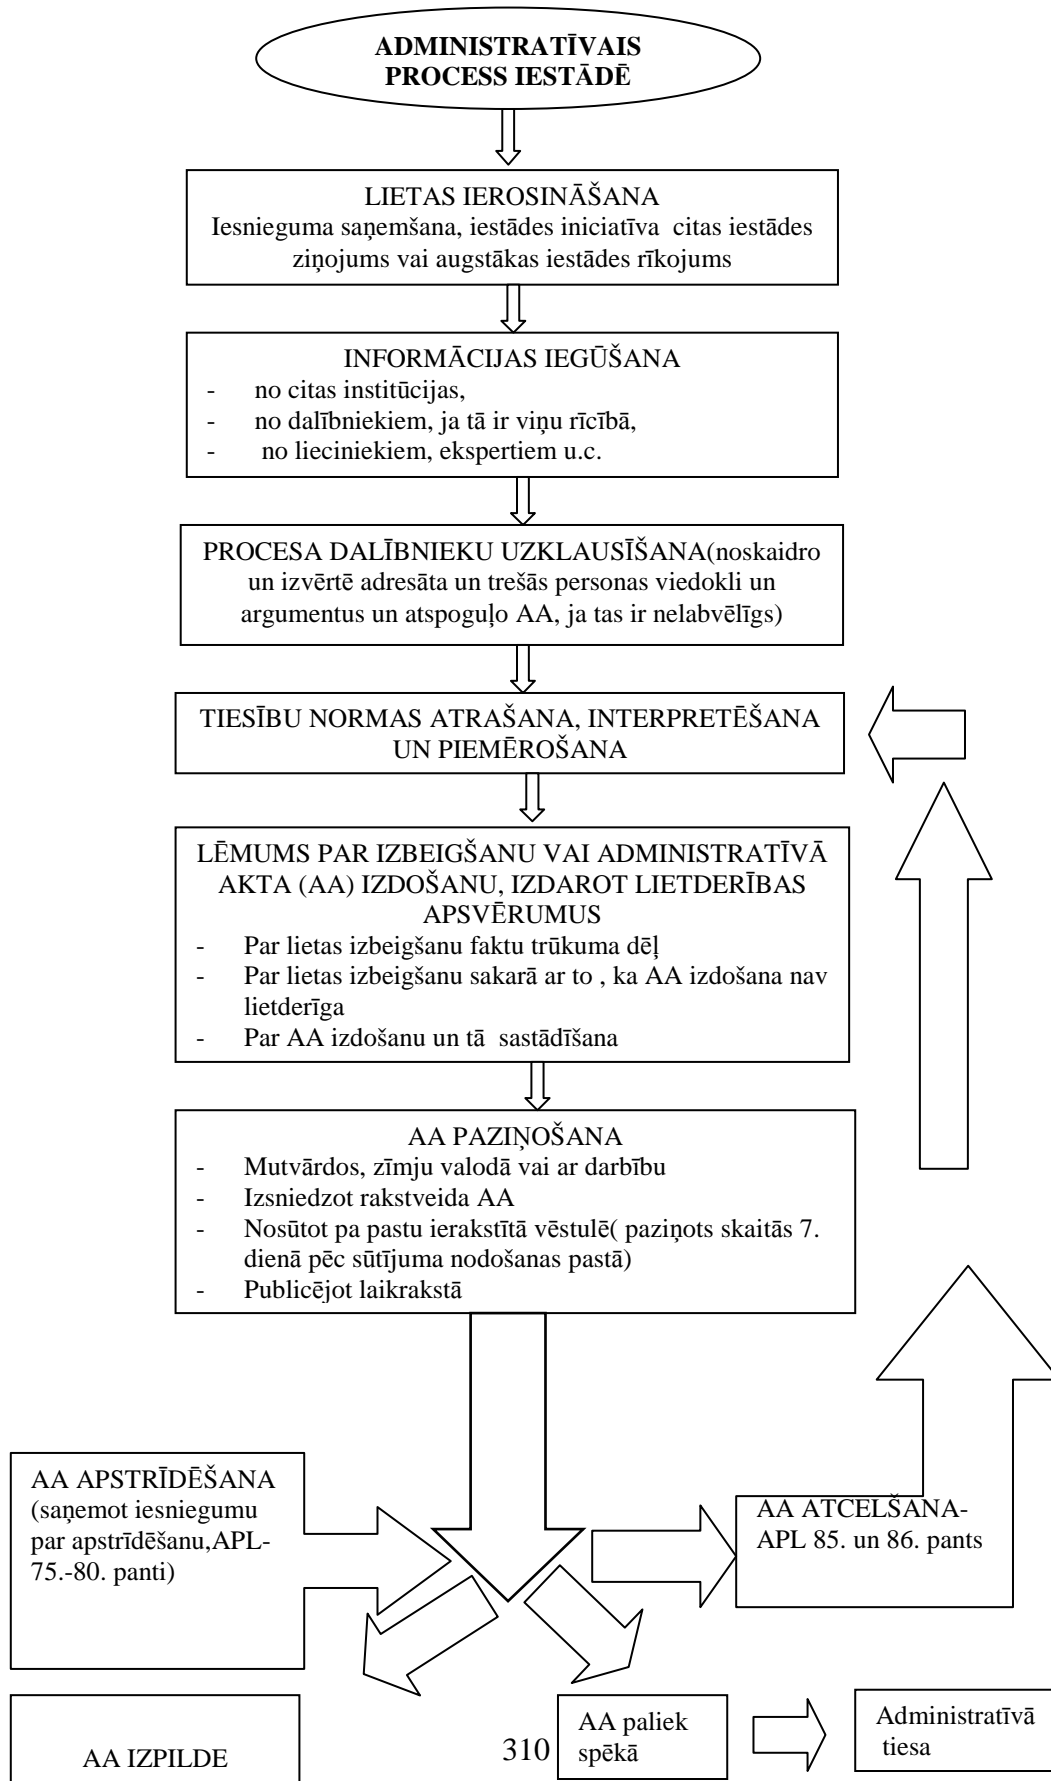 ADMINISTRATĪVAIS
PROCESS IESTĀDĒ
LIETAS IEROSINĀŠANA
Iesnieguma saņemšana, iestādes iniciatīva  citas iestādes
ziņojums vai augstākas iestādes rīkojums
INFORMĀCIJAS IEGŪŠANA
- no citas institūcijas,
- no dalībniekiem, ja tā ir viņu rīcībā,
- no lieciniekiem, ekspertiem u.c.
PROCESA DALĪBNIEKU UZKLAUSĪŠANA(noskaidro
un izvērtē adresāta un trešās personas viedokli un
argumentus un atspoguļo AA, ja tas ir nelabvēlīgs)
TIESĪBU NORMAS ATRAŠANA, INTERPRETĒŠANA
UN PIEMĒROŠANA
LĒMUMS PAR IZBEIGŠANU VAI ADMINISTRATĪVĀ
AKTA (AA) IZDOŠANU, IZDAROT LIETDERĪBAS
APSVĒRUMUS
- Par lietas izbeigšanu faktu trūkuma dēļ
- Par lietas izbeigšanu sakarā ar to , ka AA izdošana nav
lietderīga
- Par AA izdošanu un tā  sastādīšana
AA PAZIŅOŠANA
- Mutvārdos, zīmju valodā vai ar darbību
- Izsniedzot rakstveida AA
- Nosūtot pa pastu ierakstītā vēstulē( paziņots skaitās 7.
dienā pēc sūtījuma nodošanas pastā)
- Publicējot laikrakstā
AA APSTRĪDĒŠANA
(saņemot iesniegumu
par apstrīdēšanu,APL-
75.-80. panti)
AA ATCELŠANA-
APL 85. un 86. pants
AA IZPILDE
310
AA paliek
spēkā
Administratīvā
tiesa